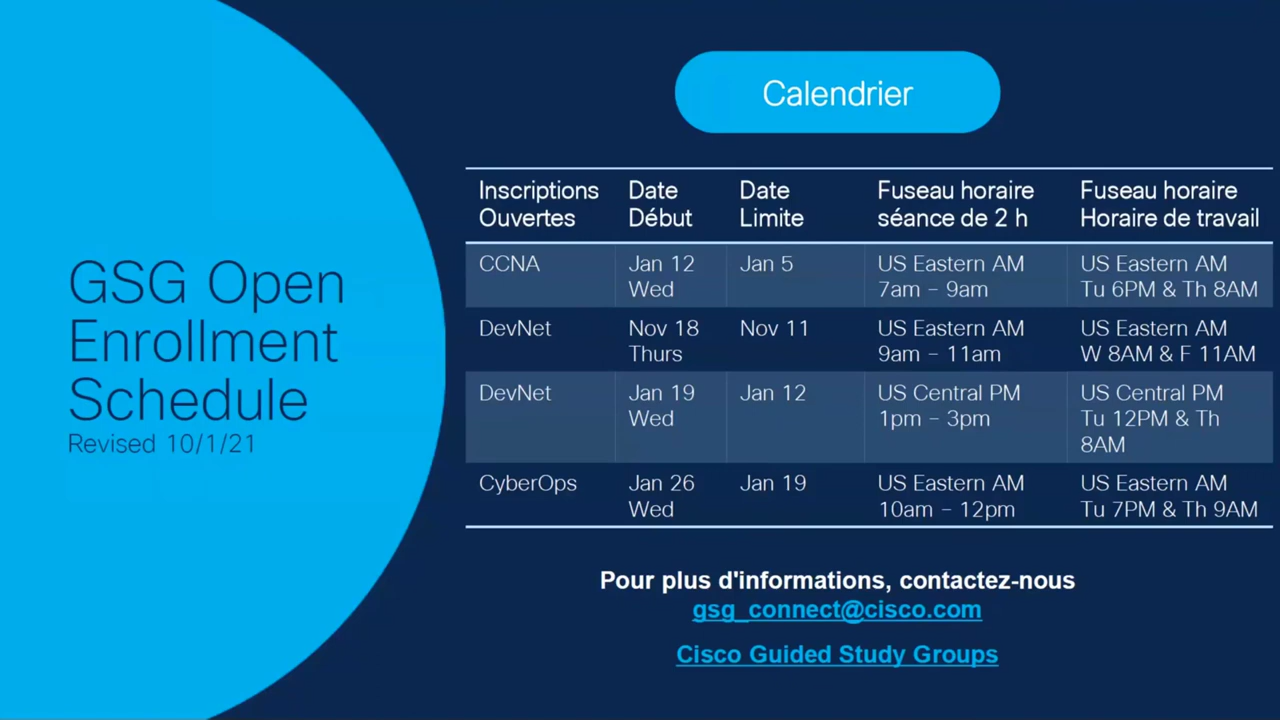 GSG Open
Enrollment
Schedule
Revised 10/1/21
Calendrier
Inscriptions Ouvertes
Date Début
Date Limite
Fuseau horaire séance de 2 h
Fuseau horaire Horaire de travail
CCNA
Jan 12 Wed
Jan 5
US Eastern AM
7am – 9am
US Eastern AM
Tu 6PM & Th 8AM
DevNet
Nov 18 Thurs
Nov 11
US Eastern AM
9am – 11am
US Eastern AM
W 8AM & F 11AM
DevNet
Jan 19 Wed
Jan 12
US Central PM
1pm – 3pm
US Central PM
Tu 12PM & Th
8AM
CyberOps
Jan 26 Wed
Jan 19
US Eastern AM
10am – 12pm
US Eastern AM
Tu 7PM & Th 9AM
Pour plus d'informations, contactez-nous
gsg_connect@cisco.com
Cisco Guided Study Groups